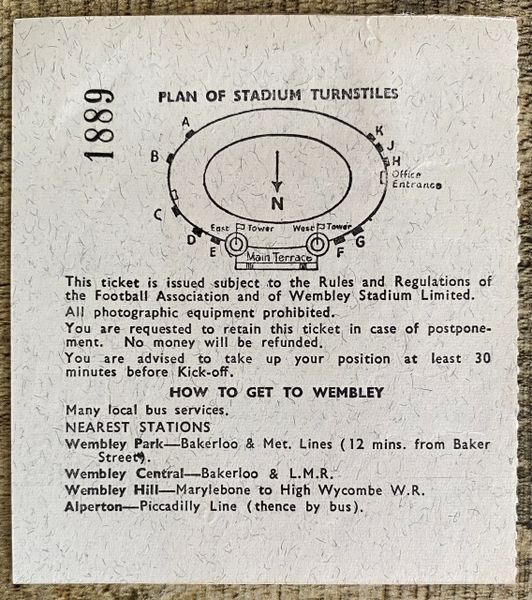 1889
PLAN OF STADIUM TURNSTILES
A
K
J
B
H
Office
Entrance
N
C
East Tower
West Tower
D
G
E
F
Main Terrace
This ticket is issued subject to the Rules and Regulations of
the Football Association and of Wembley Stadium Limited.
All photographic equipment prohibited.
You are requested to retain this ticket in case of postpone-
ment. No money will be refunded.
You are advised to take up your position at least 30
minutes before Kick-off.
HOW TO GET TO WEMBLEY
Many local bus services.
NEAREST STATIONS
Wembley Park—Bakerloo & Met. Lines (12 mins. from Baker
Street).
Wembley Central—Bakerloo & L.M.R.
Wembley Hill—Marylebone to High Wycombe W.R.
Alperton—Piccadilly Line (thence by bus).